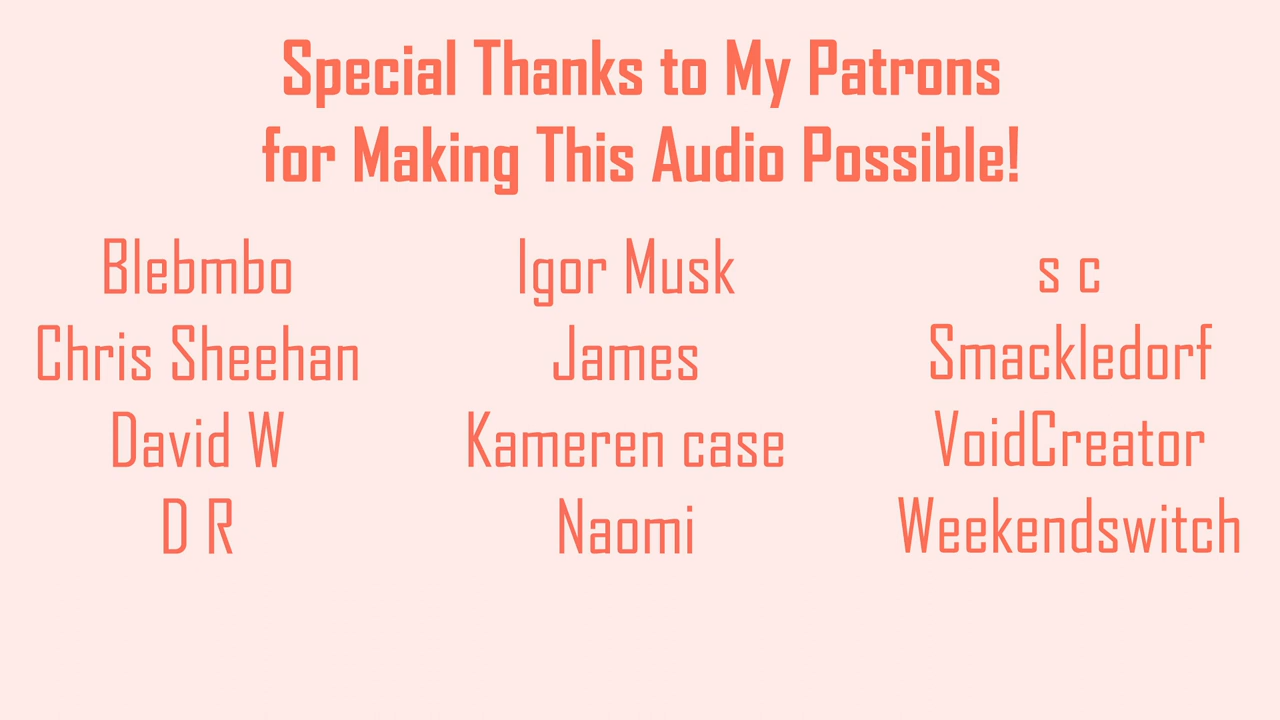 Special Thanks to My Patrons
for Making This Audio Possible!
Blebmbo
Chris Sheehan
David W
D R
Igor Musk
James
Kameren case
Naomi
s c
Smackledorf
VoidCreator
Weekendswitch